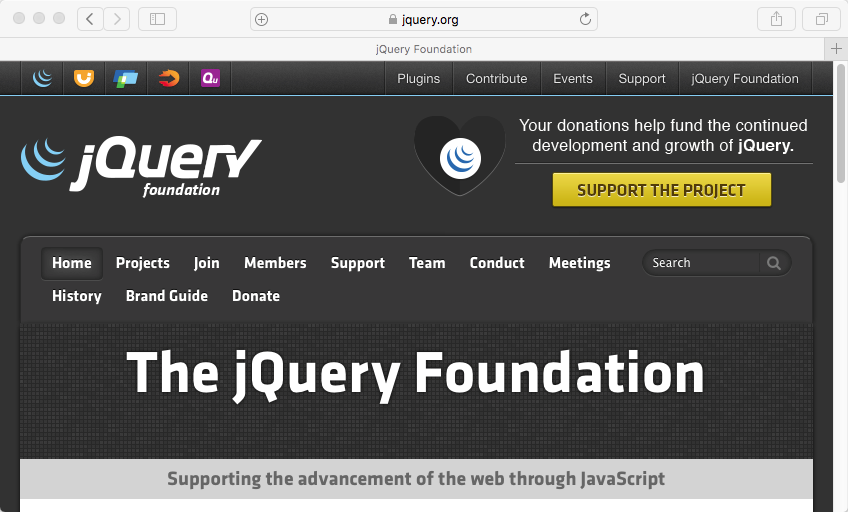 jquery.org
jQuery Foundation
Qu
Plugins Contribute Events Support jQuery Foundation
jQuery
foundation
Your donations help fund the continued
development and growth of jQuery.
SUPPORT THE PROJECT
Home Projects Join Members Support Team Conduct Meetings Search
History Brand Guide Donate
The jQuery Foundation
Supporting the advancement of the web through JavaScript